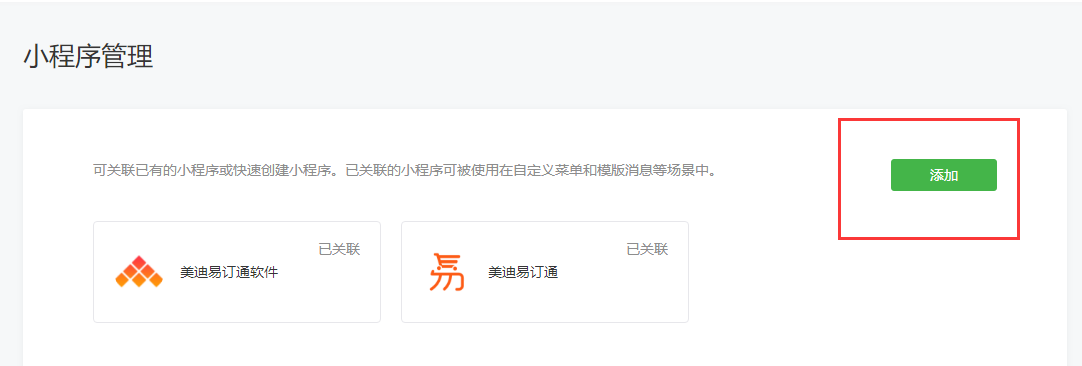 小程序管理
可关联已有的小程序或快速创建小程序。已关联的小程序可被使用在自定义菜单和模版消息等场景中。
添加
已关联
美迪易订通软件
已关联
美迪易订通